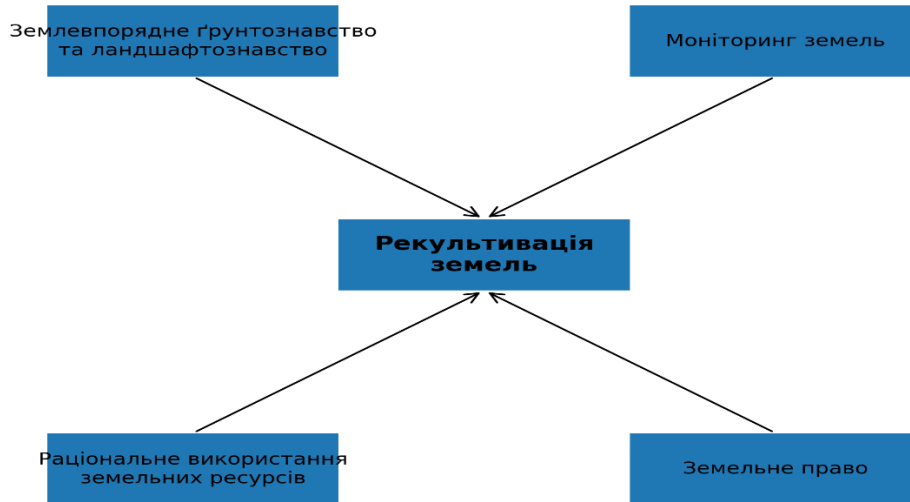 Землевпорядне ґрунтознавство
та ландшафтознавство
Моніторинг земель
Рекультивація
земель
Раціональне використання
земельних ресурсів
Земельне право